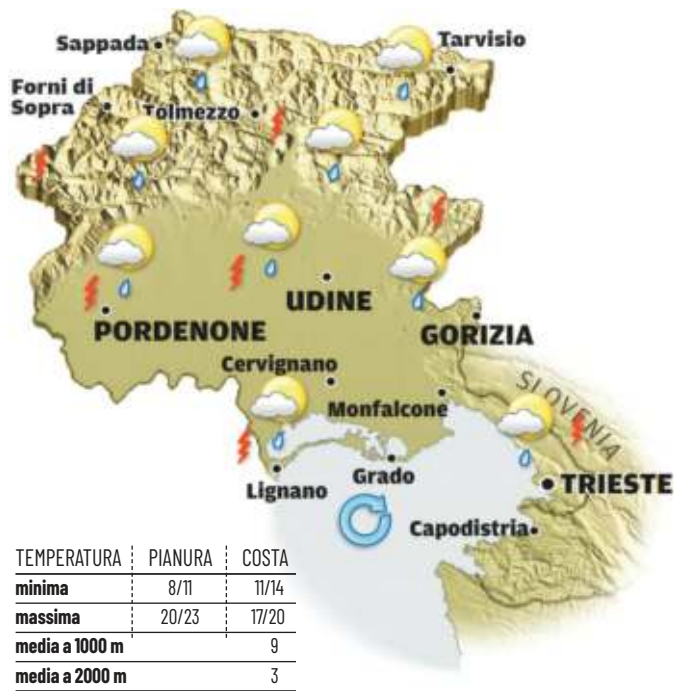 Sappada
Tarvisio
Forni di
Sopra
Tolmezzo
UDINE
PORDENONE
GORIZIA
Cervignano
Monfalcone
SLOVENIA
Lignano
Grado
TRIESTE
Capodistria
TEMPERATURA PIANURA COSTA
minima 8/11 11/14
massima 20/23 17/20
media a 1000 m 9
media a 2000 m 3